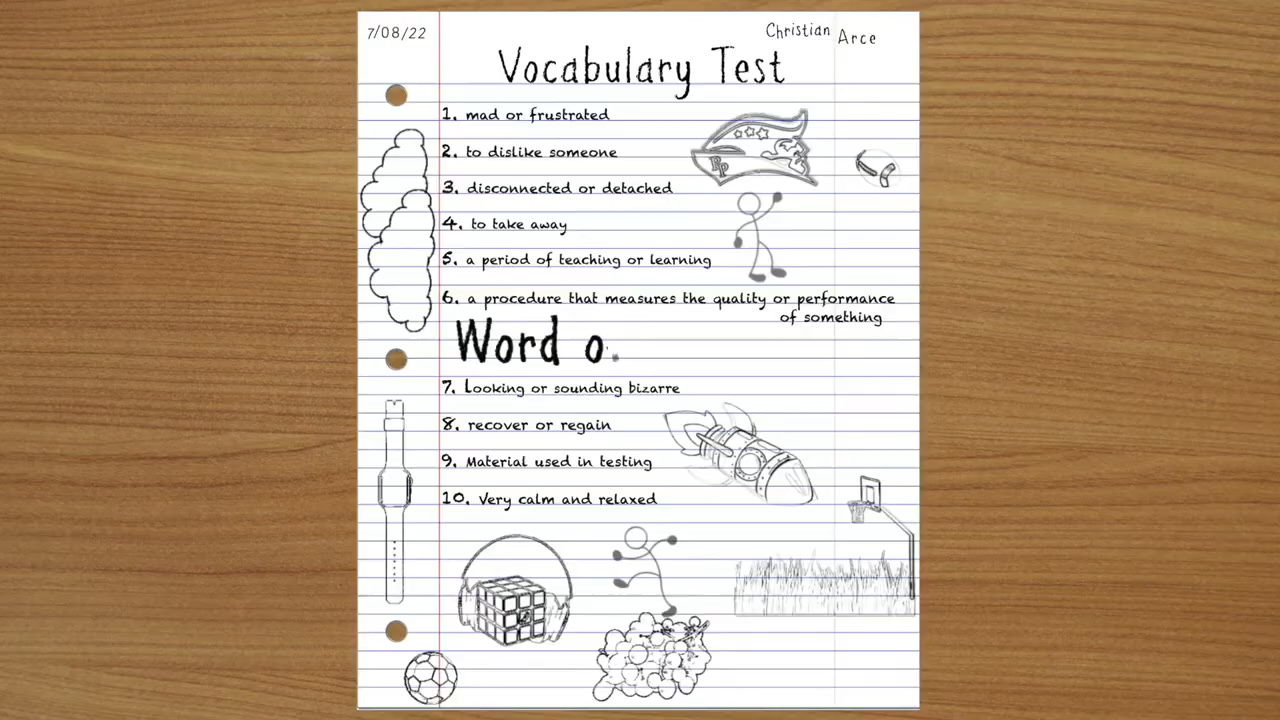 7/08/22
Christian Arce
Vocabulary Test
1. mad or frustrated
2. to dislike someone
3. disconnected or detached
4. to take away
5. a period of teaching or learning
6. a procedure that measures the quality or performance
of something
Word o
7. Looking or sounding bizarre
8. recover or regain
9. Material used in testing
10. Very calm and relaxed